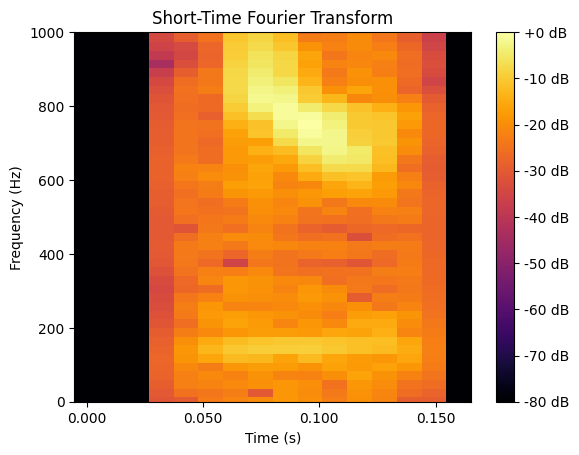 Short-Time Fourier Transform
1000
800
600
400
200
0
Frequency (Hz)
0.000
0.050
0.100
0.150
Time (s)
+0 dB
-10 dB
-20 dB
-30 dB
-40 dB
-50 dB
-60 dB
-70 dB
-80 dB